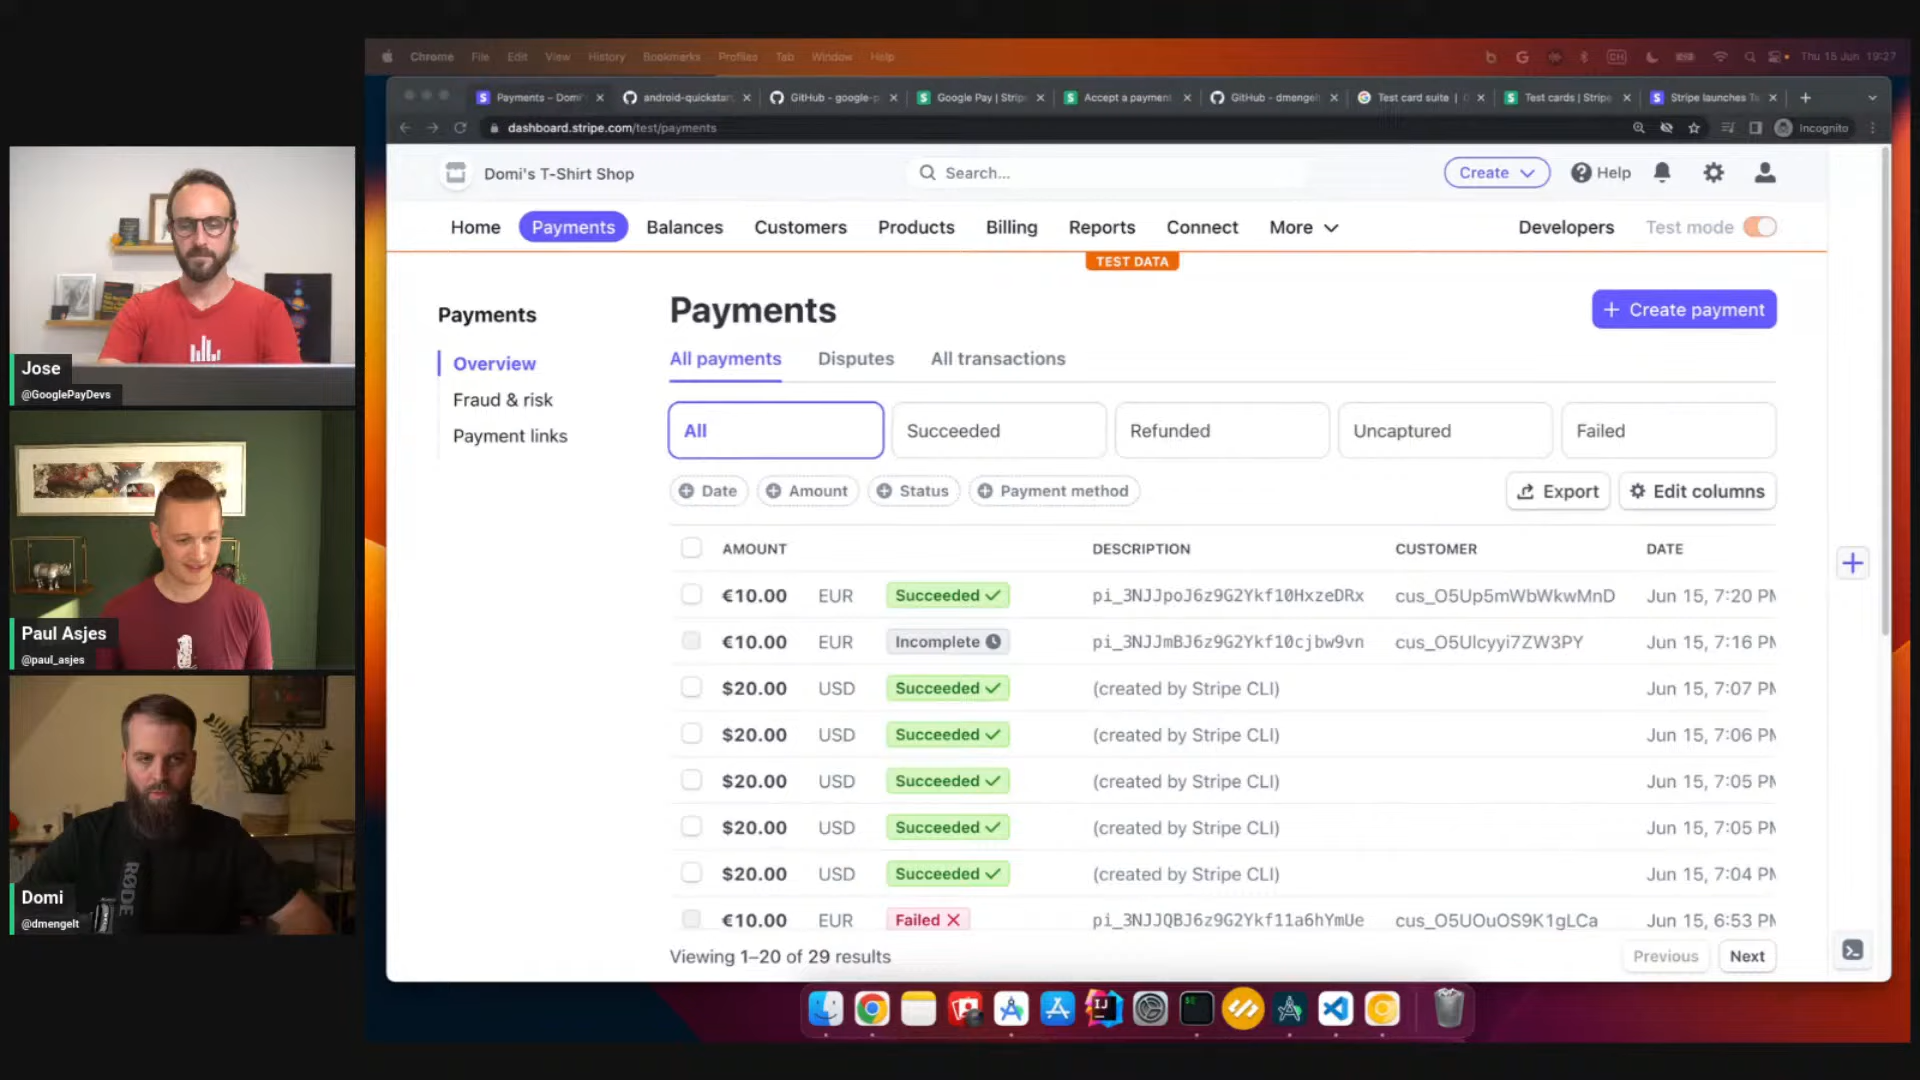 Chrome File Edit View History Bookmarks Profiles Tab Window Help
Thu 15 Jun 19:27
Payments – Domi'
android-quickstar
GitHub - google-p
Google Pay | Strip
Accept a payment
GitHub - dmengel
Test card suite |
Test cards | Stripe
Stripe launches Ta
dashboard.stripe.com/test/payments
Incognito
Domi's T-Shirt Shop
Search...
Create
Help
Home Payments Balances Customers Products Billing Reports Connect More
Developers
Test mode
TEST DATA
Payments
Overview
Fraud & risk
Payment links
Payments
Create payment
All payments Disputes All transactions
All Succeeded Refunded Uncaptured Failed
Date Amount Status Payment method
Export
Edit columns
AMOUNT DESCRIPTION CUSTOMER DATE
€10.00 EUR Succeeded pi_3NJJpoJ6z9G2Ykf10HxzeDRx cus_O5Up5mWbWkwMnD Jun 15, 7:20 PM
€10.00 EUR Incomplete pi_3NJJmBJ6z9G2Ykf10cjbw9vn cus_O5Ulcyyi7ZW3PY Jun 15, 7:16 PM
$20.00 USD Succeeded (created by Stripe CLI) Jun 15, 7:07 PM
$20.00 USD Succeeded (created by Stripe CLI) Jun 15, 7:06 PM
$20.00 USD Succeeded (created by Stripe CLI) Jun 15, 7:05 PM
$20.00 USD Succeeded (created by Stripe CLI) Jun 15, 7:05 PM
$20.00 USD Succeeded (created by Stripe CLI) Jun 15, 7:04 PM
€10.00 EUR Failed pi_3NJJQBJ6z9G2Ykf11a6hYmUe cus_O5UOuOS9K1gLCa Jun 15, 6:53 PM
Viewing 1–20 of 29 results
Previous
Next
Jose
@GooglePayDevs
Paul Asjes
@paul_asjes
RØDE
Domi
@dmengelt